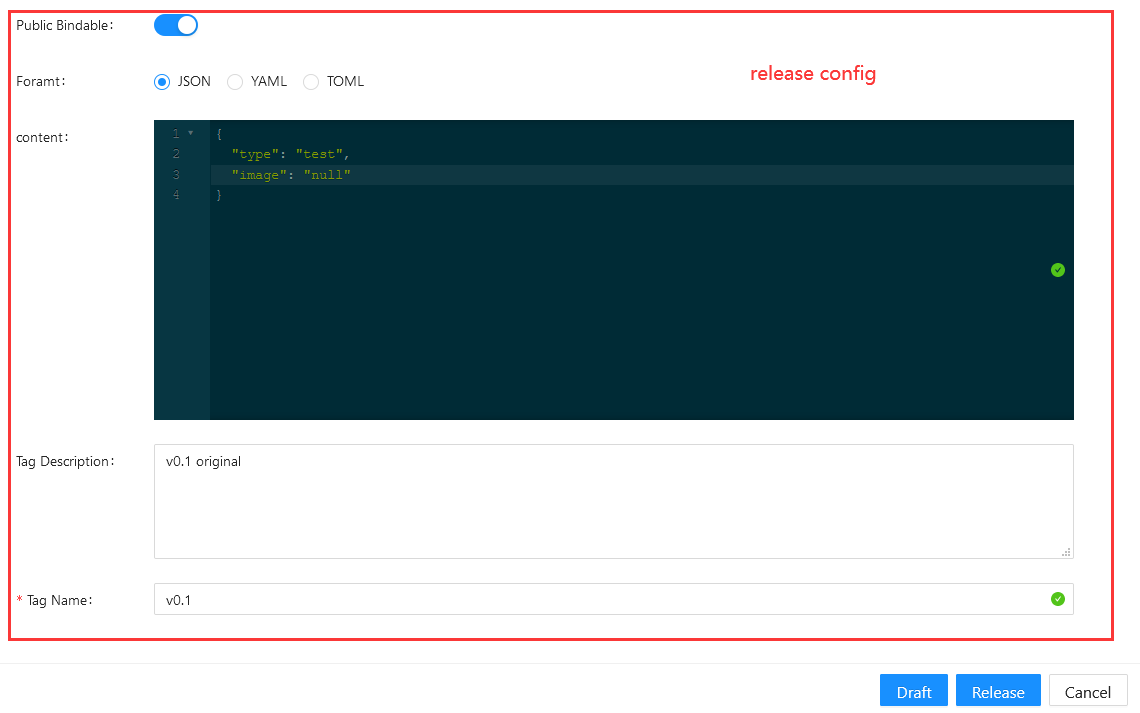 Public Bindable:
Foramt:
JSON YAML TOML
release config
content:
1 {
2 "type": "test",
3 "image": "null"
4 }
Tag Description:
v0.1 original
* Tag Name:
v0.1
Draft Release Cancel